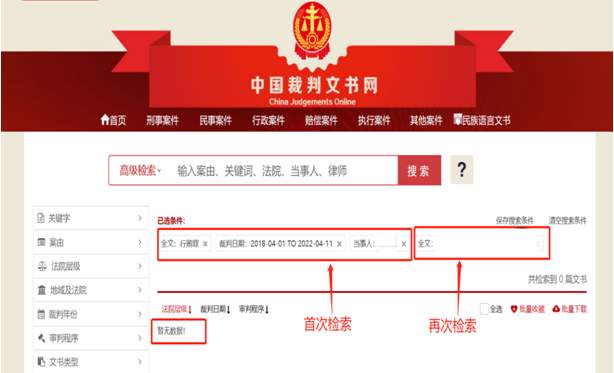 中国裁判文书网
China Judgements Online
首页 刑事案件 民事案件 行政案件 赔偿案件 执行案件 其他案件 民族语言文书
高级检索 输入案由、关键词、法院、当事人、律师 搜索 ?
关键字
案由
法院层级
地域及法院
裁判年份
审判程序
文书类型
已选条件: 保存搜索条件 清空搜索条件
全文：行贿罪 × 裁判日期：2018-04-01 TO 2022-04-11 × 当事人： × 全文：
共检索到 0 篇文书
法院层级↓ 裁判日期↓ 审判程序↓ 全选 批量收藏 批量下载
暂无数据!
首次检索 再次检索